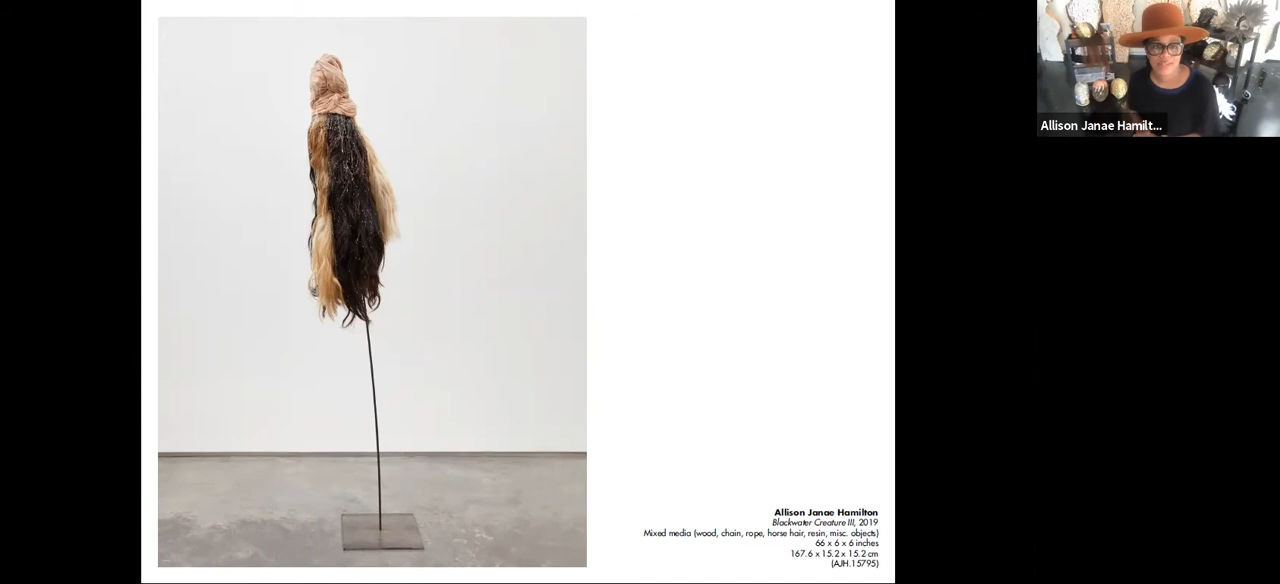 Allison Janae Hamilt...
Allison Janae Hamilton
Blackwater Creature III, 2019
Mixed media (wood, chain, rope, horse hair, resin, misc. objects)
66 x 6 x 6 inches
167.6 x 15.2 x 15.2 cm
(AJH.15795)